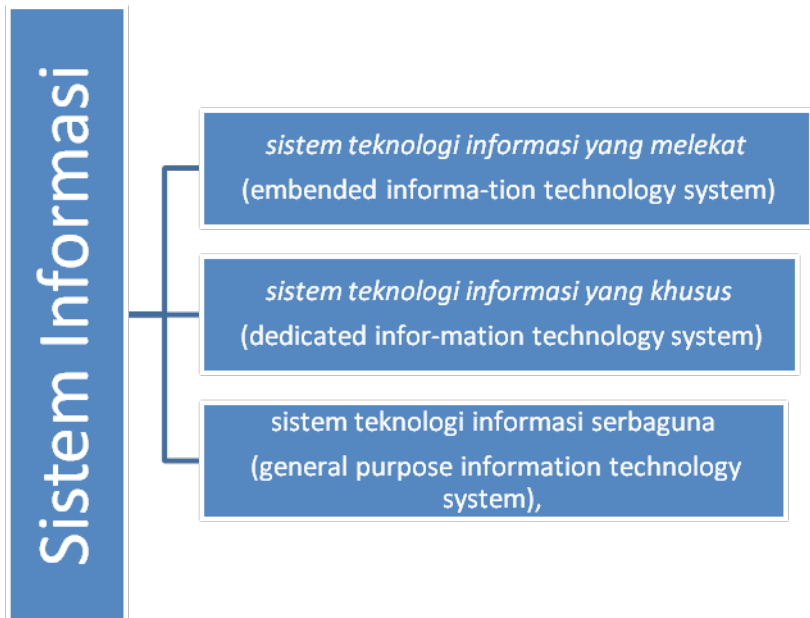 Sistem Informasi
sistem teknologi informasi yang melekat
(embended informa-tion technology system)
sistem teknologi informasi yang khusus
(dedicated infor-mation technology system)
sistem teknologi informasi serbaguna
(general purpose information technology
system),